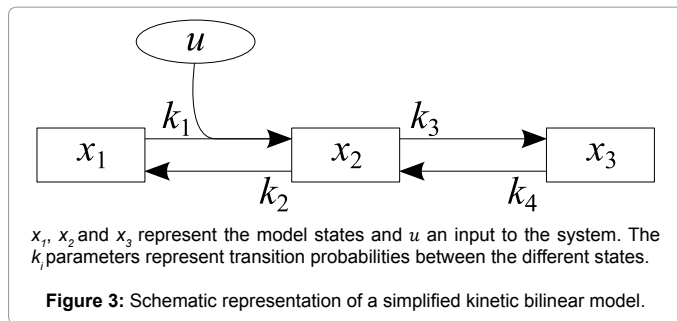 u
k₁ k₃
x₁ x₂ x₃
k₂ k₄
x₁, x₂ and x₃ represent the model states and u an input to the system. The
kᵢ parameters represent transition probabilities between the different states.
Figure 3: Schematic representation of a simplified kinetic bilinear model.